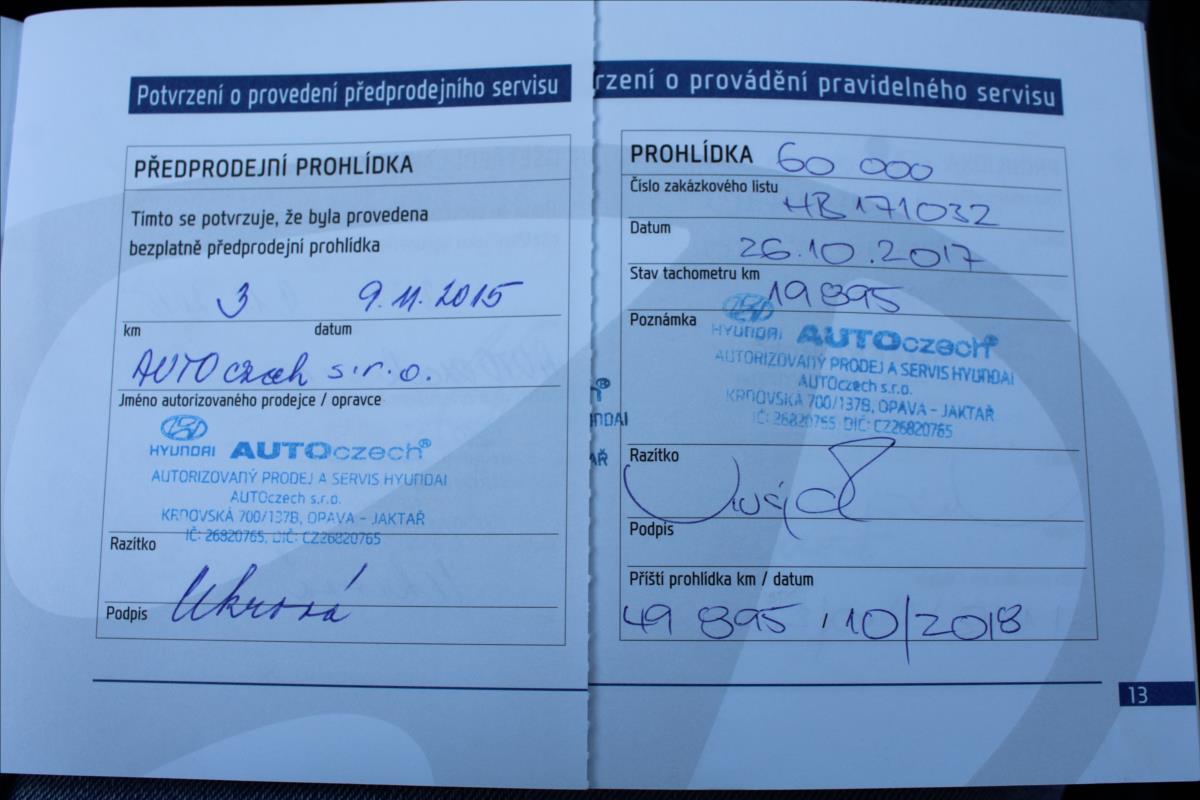 Potvrzení o provedení předprodejního servisu
PŘEDPRODEJNÍ PROHLÍDKA
Tímto se potvrzuje, že byla provedena
bezplatně předprodejní prohlídka
3 9.11.2015
km datum
AUTOczech s.r.o.
Jméno autorizovaného prodejce / opravce
HYUNDAI AUTOczech®
AUTORIZOVANÝ PRODEJ A SERVIS HYUNDAI
AUTOczech s.r.o.
KRNOVSKÁ 700/137B, OPAVA - JAKTAŘ
IČ: 26820765, DIČ: CZ26820765
Razítko
Podpis
rzení o provádění pravidelného servisu
PROHLÍDKA 60 000
Číslo zakázkového listu HB171032
Datum 26.10.2017
Stav tachometru km 19895
Poznámka
HYUNDAI AUTOczech®
AUTORIZOVANÝ PRODEJ A SERVIS HYUNDAI
AUTOczech s.r.o.
KRNOVSKÁ 700/137B, OPAVA - JAKTAŘ
IČ: 26820765, DIČ: CZ26820765
Razítko
Podpis
Příští prohlídka km / datum
49 895 / 10/2018
13